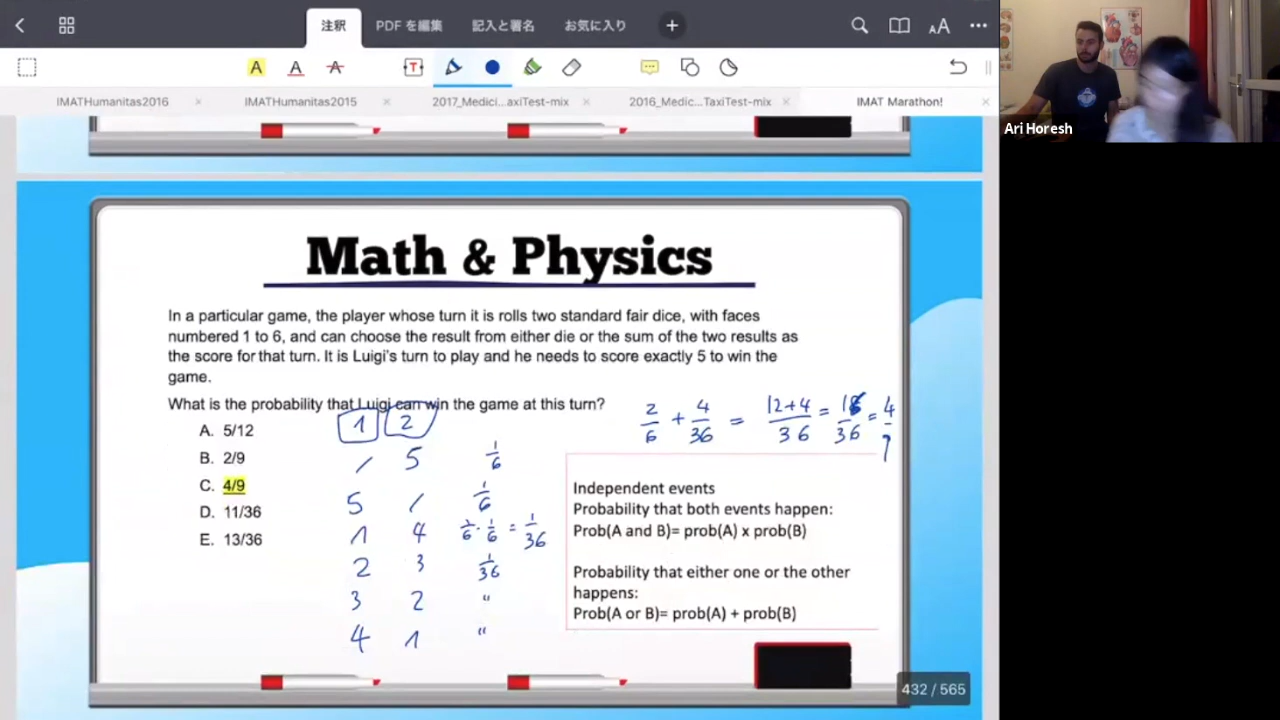 注釈
PDF を編集
記入と署名
お気に入り
IMATHumanitas2016
IMATHumanitas2015
2017_Medici...axiTest-mix
2016_Medic...TaxiTest-mix
IMAT Marathon!
Ari Horesh
Math & Physics
In a particular game, the player whose turn it is rolls two standard fair dice, with faces
numbered 1 to 6, and can choose the result from either die or the sum of the two results as
the score for that turn. It is Luigi's turn to play and he needs to score exactly 5 to win the
game.
What is the probability that Luigi can win the game at this turn?
A. 5/12
B. 2/9
C. 4/9
D. 11/36
E. 13/36
1 2
/ 5 1/6
5 / 1/6
1 4 1/6 · 1/6 = 1/36
2 3 1/36
3 2 "
4 1 "
2/6 + 4/36 = 12+4/36 = 16/36 = 4/9
Independent events
Probability that both events happen:
Prob(A and B)= prob(A) x prob(B)
Probability that either one or the other
happens:
Prob(A or B)= prob(A) + prob(B)
432 / 565